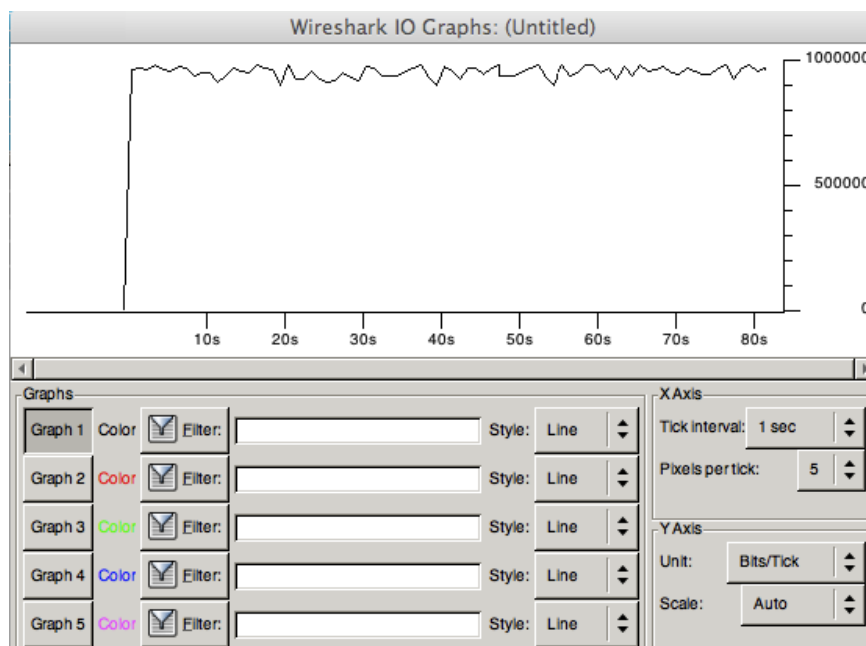 Wireshark IO Graphs: (Untitled)
1000000
500000
0
10s 20s 30s 40s 50s 60s 70s 80s
Graphs
Graph 1 Color Filter: Style: Line
Graph 2 Color Filter: Style: Line
Graph 3 Color Filter: Style: Line
Graph 4 Color Filter: Style: Line
Graph 5 Color Filter: Style: Line
X Axis
Tick interval: 1 sec
Pixels per tick: 5
Y Axis
Unit: Bits/Tick
Scale: Auto